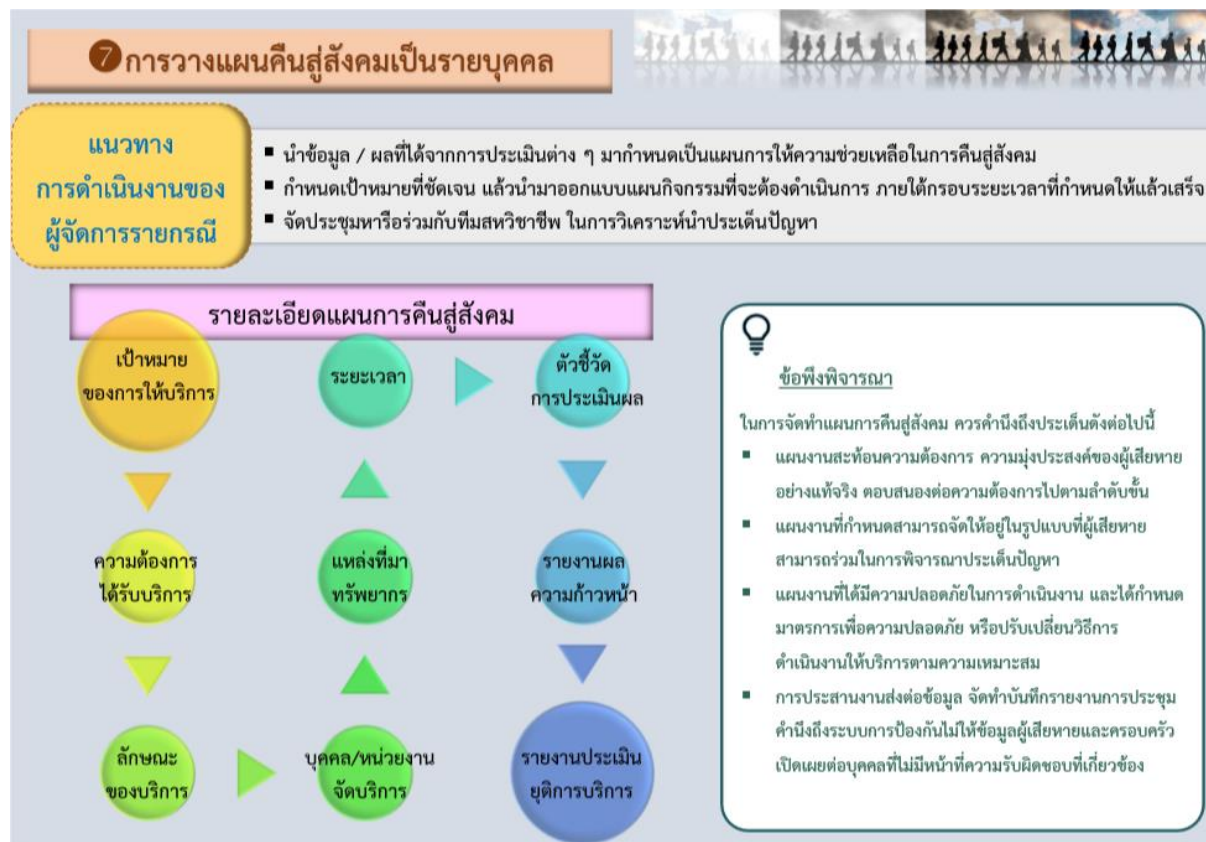 ❼การวางแผนคืนสู่สังคมเป็นรายบุคคล
แนวทาง
การดำเนินงานของ
ผู้จัดการรายกรณี
▪ นำข้อมูล / ผลที่ได้จากการประเมินต่าง ๆ มากำหนดเป็นแผนการให้ความช่วยเหลือในการคืนสู่สังคม
▪ กำหนดเป้าหมายที่ชัดเจน แล้วนำมาออกแบบแผนกิจกรรมที่จะต้องดำเนินการ ภายใต้กรอบระยะเวลาที่กำหนดให้แล้วเสร็จ
▪ จัดประชุมหารือร่วมกับทีมสหวิชาชีพ ในการวิเคราะห์นำประเด็นปัญหา
รายละเอียดแผนการคืนสู่สังคม
เป้าหมาย
ของการให้บริการ
ความต้องการ
ได้รับบริการ
ลักษณะ
ของบริการ
บุคคล/หน่วยงาน
จัดบริการ
แหล่งที่มา
ทรัพยากร
ระยะเวลา
ตัวชี้วัด
การประเมินผล
รายงานผล
ความก้าวหน้า
รายงานประเมิน
ยุติการบริการ
ข้อพึงพิจารณา
ในการจัดทำแผนการคืนสู่สังคม ควรคำนึงถึงประเด็นดังต่อไปนี้
▪ แผนงานสะท้อนความต้องการ ความมุ่งประสงค์ของผู้เสียหาย
อย่างแท้จริง ตอบสนองต่อความต้องการไปตามลำดับขั้น
▪ แผนงานที่กำหนดสามารถจัดให้อยู่ในรูปแบบที่ผู้เสียหาย
สามารถร่วมในการพิจารณาประเด็นปัญหา
▪ แผนงานที่ได้มีความปลอดภัยในการดำเนินงาน และได้กำหนด
มาตรการเพื่อความปลอดภัย หรือปรับเปลี่ยนวิธีการ
ดำเนินงานให้บริการตามความเหมาะสม
▪ การประสานงานส่งต่อข้อมูล จัดทำบันทึกรายงานการประชุม
คำนึงถึงระบบการป้องกันไม่ให้ข้อมูลผู้เสียหายและครอบครัว
เปิดเผยต่อบุคคลที่ไม่มีหน้าที่ความรับผิดชอบที่เกี่ยวข้อง